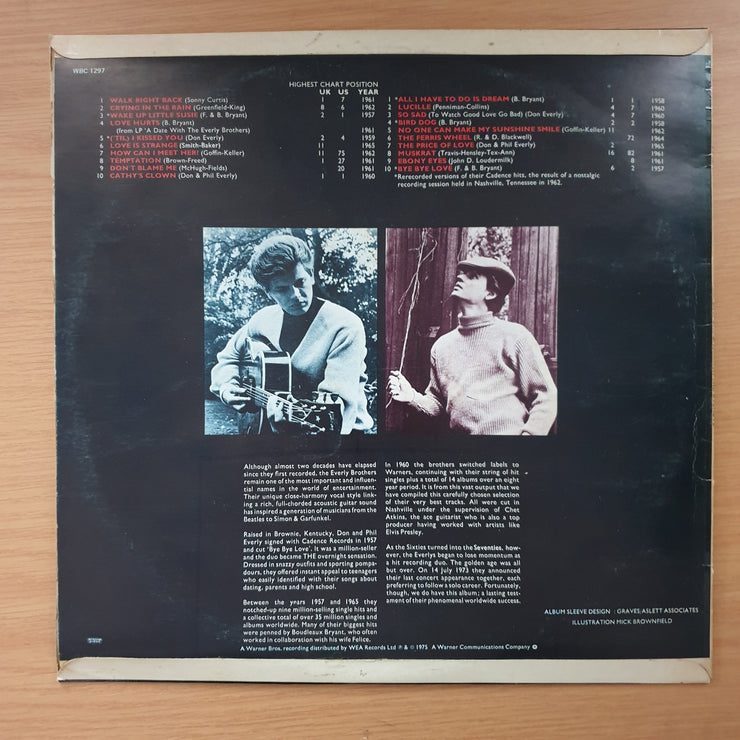 WBC 1297
HIGHEST CHART POSITION
UK US YEAR
1 WALK RIGHT BACK (Sonny Curtis) 1 7 1961
2 CRYING IN THE RAIN (Greenfield-King) 8 6 1962
3 *WAKE UP LITTLE SUSIE (F. & B. Bryant) 2 1 1957
4 LOVE HURTS (B. Bryant)
(from LP 'A Date With The Everly Brothers) 1961
5 *('TIL) I KISSED YOU (Don Everly) 2 4 1959
6 LOVE IS STRANGE (Smith-Baker) 11 1965
7 HOW CAN I MEET HER! (Goffin-Keller) 11 75 1962
8 TEMPTATION (Brown-Freed) 1 27 1961
9 DON'T BLAME ME (McHugh-Fields) 20 1961
10 CATHY'S CLOWN (Don & Phil Everly) 1 1 1960
1 *ALL I HAVE TO DO IS DREAM (B. Bryant) 1 1 1958
2 LUCILLE (Penniman-Collins) 4 7 1960
3 SO SAD (To Watch Good Love Go Bad) (Don Everly) 4 7 1960
4 *BIRD DOG (B. Bryant) 2 2 1958
5 NO ONE CAN MAKE MY SUNSHINE SMILE (Goffin-Keller) 11 1962
6 THE FERRIS WHEEL (R. & D. Blackwell) 72 1964
7 THE PRICE OF LOVE (Don & Phil Everly) 2 1965
8 MUSKRAT (Travis-Hensley-Tex-Ann) 16 82 1961
9 EBONY EYES (John D. Loudermilk) 8 1961
10 *BYE BYE LOVE (F. & B. Bryant) 6 2 1957
*Rerecorded versions of their Cadence hits, the result of a nostalgic
recording session held in Nashville, Tennessee in 1962.
Although almost two decades have elapsed
since they first recorded, the Everly Brothers
remain one of the most important and influen-
tial names in the world of entertainment.
Their unique close-harmony vocal style link-
ing a rich, full-chorded acoustic guitar sound
has inspired a generation of musicians from the
Beatles to Simon & Garfunkel.
Raised in Brownie, Kentucky, Don and Phil
Everly signed with Cadence Records in 1957
and cut 'Bye Bye Love'. It was a million-seller
and the duo became THE overnight sensation.
Dressed in snazzy outfits and sporting pompa-
dours, they offered instant appeal to teenagers
who easily identified with their songs about
dating, parents and high school.
Between the years 1957 and 1965 they
notched-up nine million-selling single hits and
a collective total of over 35 million singles and
albums worldwide. Many of their biggest hits
were penned by Boudleux Bryant, who often
worked in collaboration with his wife Felice.
In 1960 the brothers switched labels to
Warners, continuing with their string of hit
singles plus a total of 14 albums over an eight
year period. It is from this vast output that we
have compiled this carefully chosen selection
of their very best tracks. All were cut in
Nashville under the supervision of Chet
Atkins, the ace guitarist who is also a top
producer having worked with artists like
Elvis Presley.
As the Sixties turned into the Seventies, how-
ever, the Everlys began to lose momentum as
a hit recording duo. The golden age was all
but over. On 14 July 1973 they announced
their last concert appearance together, each
preferring to follow a solo career. Fortunately,
though, we do have this album; a lasting test-
ament of their phenomenal worldwide success.
ALBUM SLEEVE DESIGN : GRAVES/ASLETT ASSOCIATES
ILLUSTRATION MICK BROWNFIELD
A Warner Bros. recording distributed by WEA Records Ltd ℗ & © 1975 A Warner Communications Company